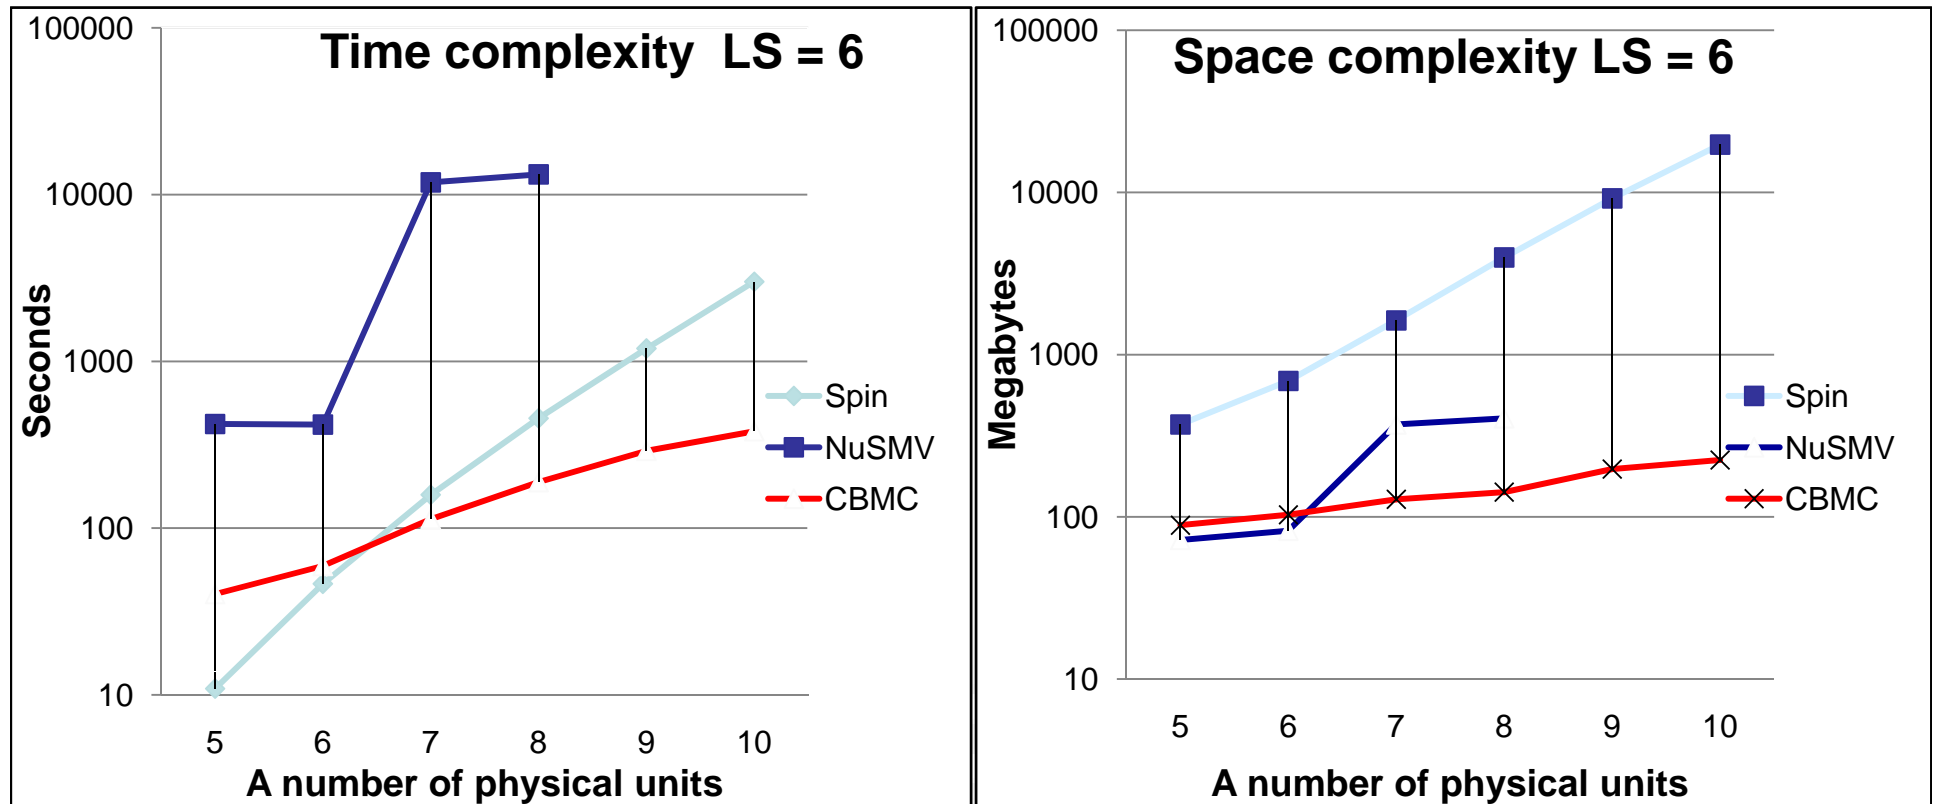 Time complexity LS = 6
100000
10000
1000
100
10
Seconds
5 6 7 8 9 10
A number of physical units
Spin
NuSMV
CBMC
Space complexity LS = 6
100000
10000
1000
100
10
Megabytes
5 6 7 8 9 10
A number of physical units
Spin
NuSMV
CBMC